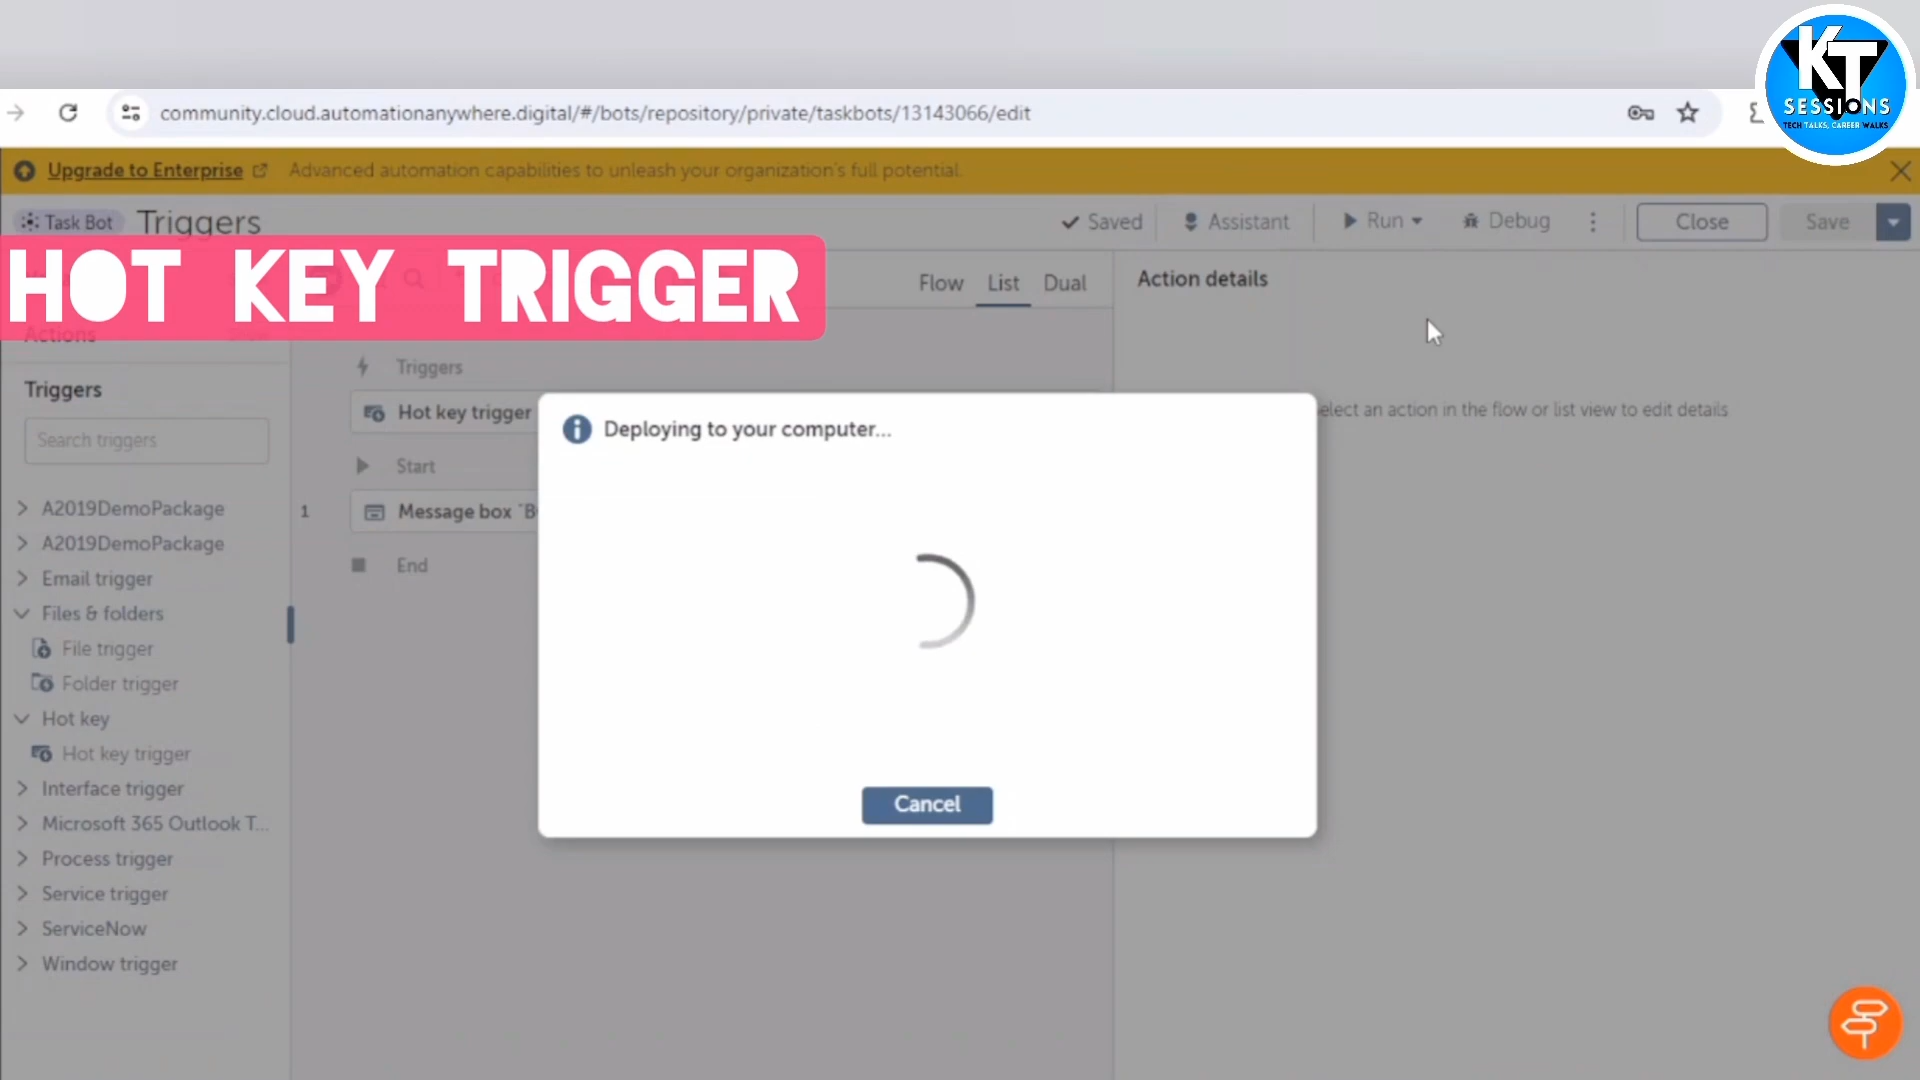 KT
SESSIONS
TECH TALKS, CAREER WALKS
community.cloud.automationanywhere.digital/#/bots/repository/private/taskbots/13143066/edit
Upgrade to Enterprise Advanced automation capabilities to unleash your organization's full potential.
Task Bot Triggers Saved Assistant Run Debug Close Save
HOT KEY TRIGGER
Flow List Dual
Action details
Actions
Triggers
Search triggers
A2019DemoPackage
A2019DemoPackage
Email trigger
Files & folders
File trigger
Folder trigger
Hot key
Hot key trigger
Interface trigger
Microsoft 365 Outlook T...
Process trigger
Service trigger
ServiceNow
Window trigger
Triggers
Hot key trigger
Start
1 Message box "B
End
elect an action in the flow or list view to edit details
Deploying to your computer...
Cancel